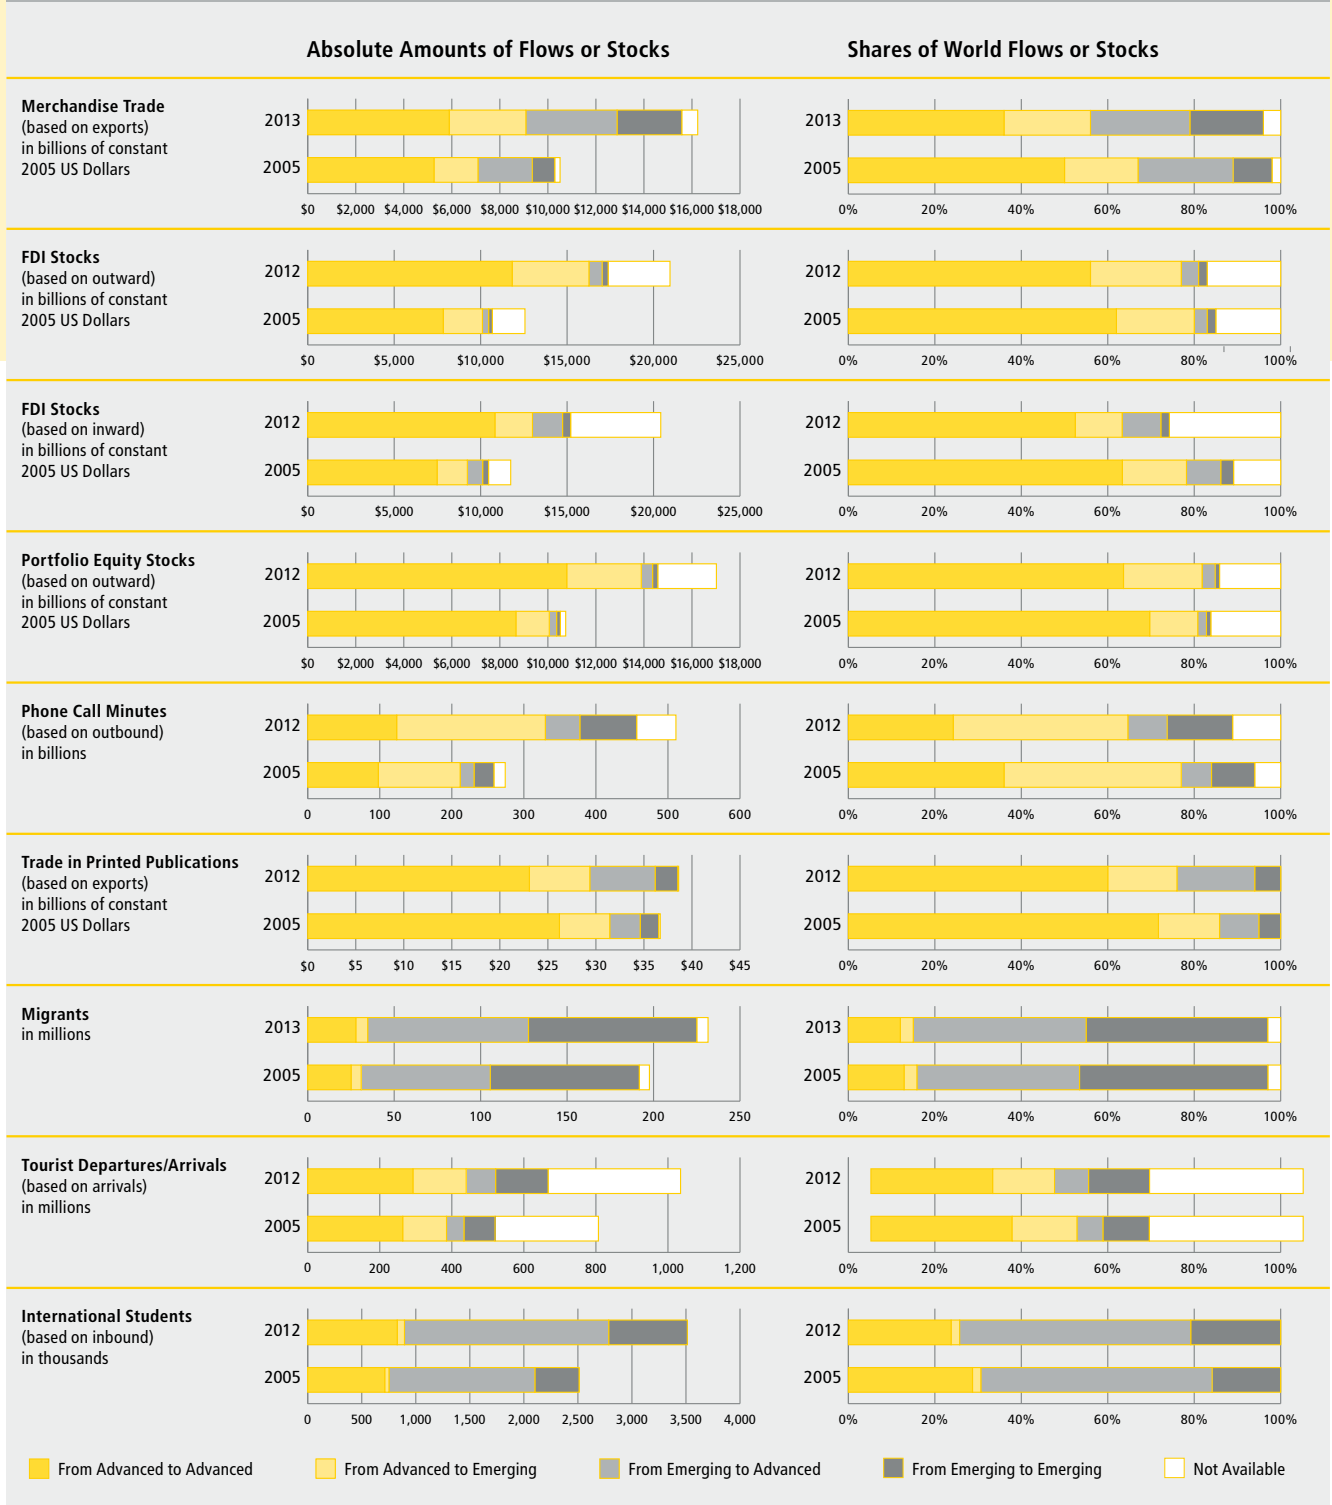 Absolute Amounts of Flows or Stocks
Shares of World Flows or Stocks
Merchandise Trade
(based on exports)
in billions of constant
2005 US Dollars
2013
2005
$0 $2,000 $4,000 $6,000 $8,000 $10,000 $12,000 $14,000 $16,000 $18,000
2013
2005
0% 20% 40% 60% 80% 100%
FDI Stocks
(based on outward)
in billions of constant
2005 US Dollars
2012
2005
$0 $5,000 $10,000 $15,000 $20,000 $25,000
2012
2005
0% 20% 40% 60% 80% 100%
FDI Stocks
(based on inward)
in billions of constant
2005 US Dollars
2012
2005
$0 $5,000 $10,000 $15,000 $20,000 $25,000
2012
2005
0% 20% 40% 60% 80% 100%
Portfolio Equity Stocks
(based on outward)
in billions of constant
2005 US Dollars
2012
2005
$0 $2,000 $4,000 $6,000 $8,000 $10,000 $12,000 $14,000 $16,000 $18,000
2012
2005
0% 20% 40% 60% 80% 100%
Phone Call Minutes
(based on outbound)
in billions
2012
2005
0 100 200 300 400 500 600
2012
2005
0% 20% 40% 60% 80% 100%
Trade in Printed Publications
(based on exports)
in billions of constant
2005 US Dollars
2012
2005
$0 $5 $10 $15 $20 $25 $30 $35 $40 $45
2012
2005
0% 20% 40% 60% 80% 100%
Migrants
in millions
2013
2005
0 50 100 150 200 250
2013
2005
0% 20% 40% 60% 80% 100%
Tourist Departures/Arrivals
(based on arrivals)
in millions
2012
2005
0 200 400 600 800 1,000 1,200
2012
2005
0% 20% 40% 60% 80% 100%
International Students
(based on inbound)
in thousands
2012
2005
0 500 1,000 1,500 2,000 2,500 3,000 3,500 4,000
2012
2005
0% 20% 40% 60% 80% 100%
From Advanced to Advanced
From Advanced to Emerging
From Emerging to Advanced
From Emerging to Emerging
Not Available